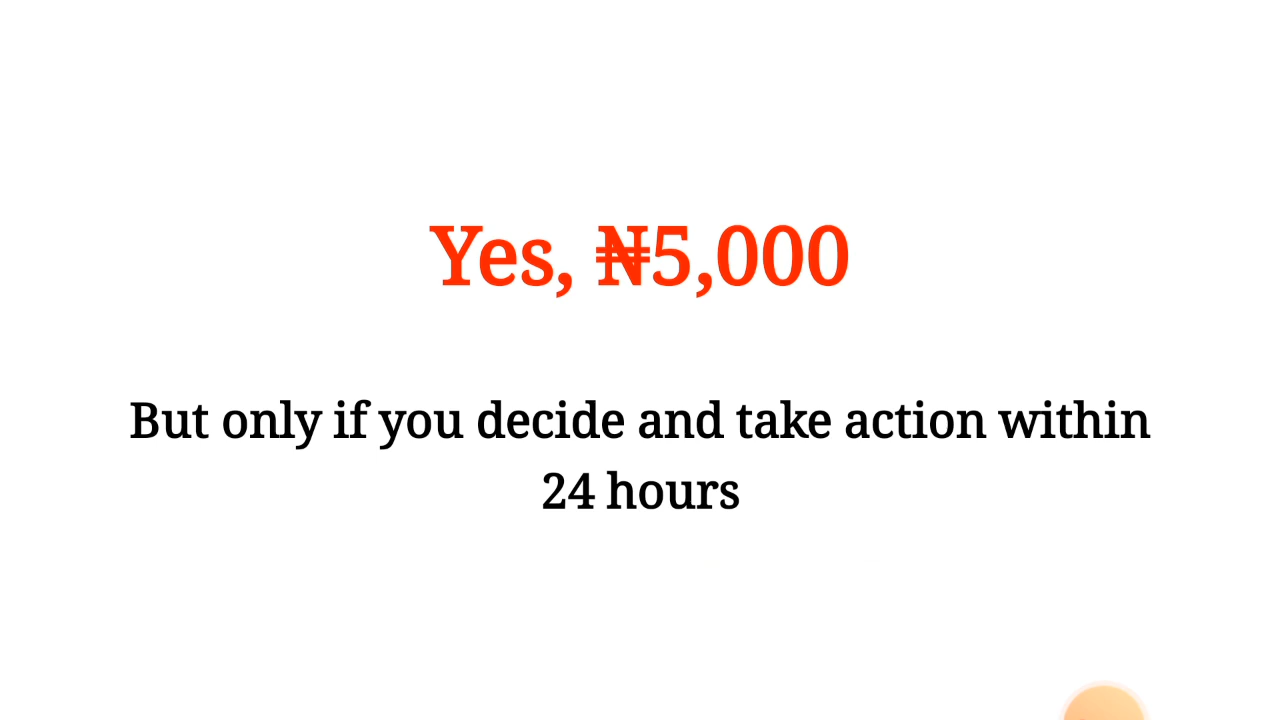 Yes, ₦5,000
But only if you decide and take action within
24 hours